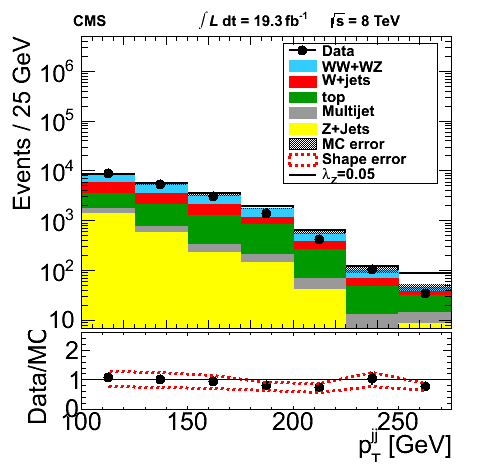 CMS ∫ L dt = 19.3 fb⁻¹ √s = 8 TeV
Events / 25 GeV
10⁶
10⁵
10⁴
10³
10²
10
Data
WW+WZ
W+jets
top
Multijet
Z+Jets
MC error
Shape error
λ_Z=0.05
Data/MC
2
1
0
100 150 200 250
p_T^jj [GeV]